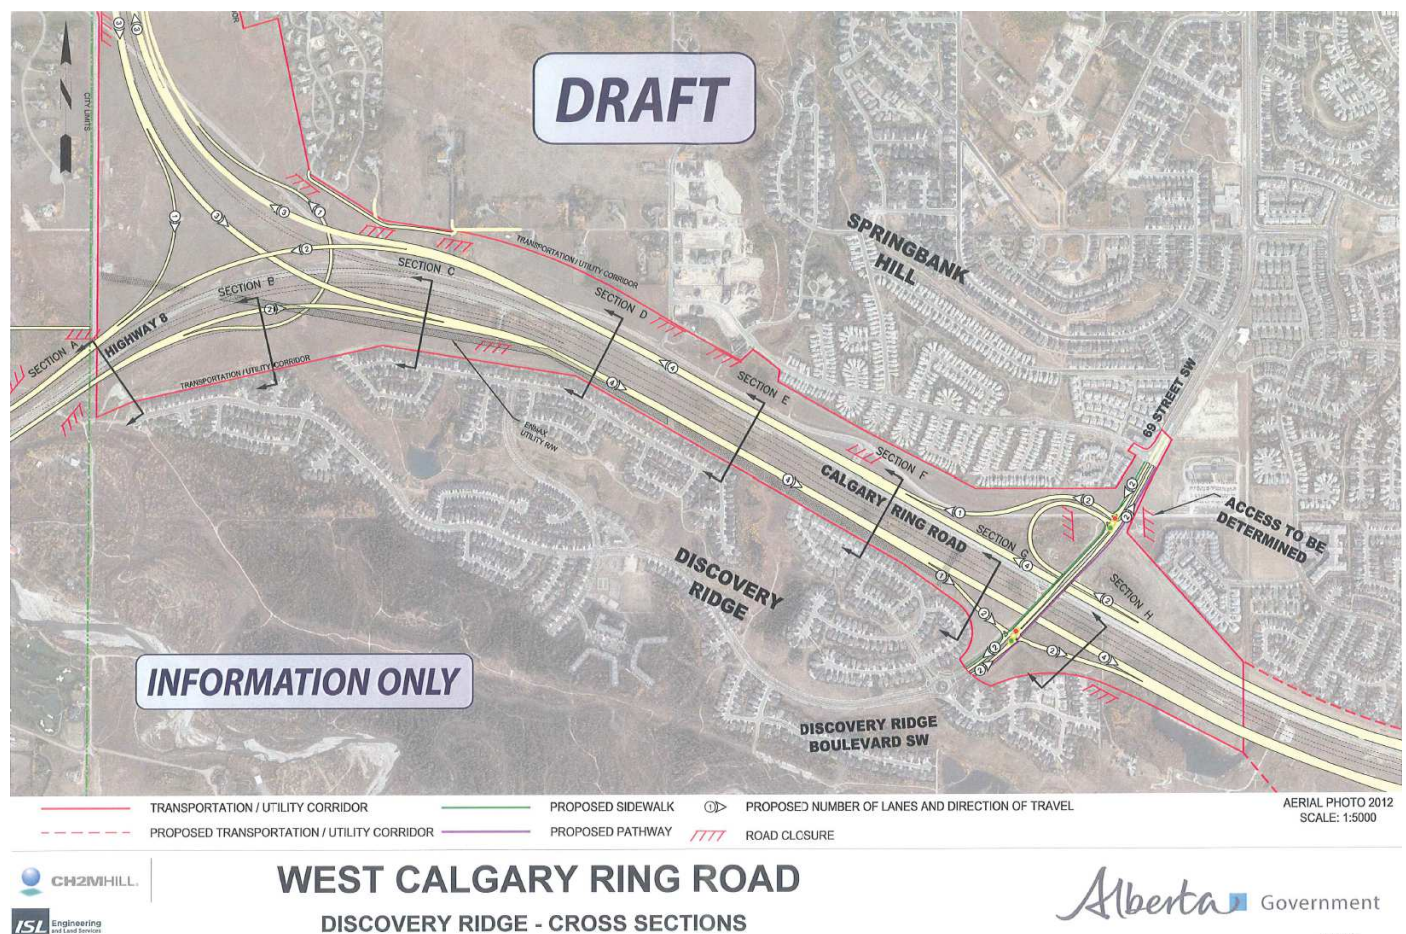 CITY LIMITS
DRAFT
SPRINGBANK
HILL
TRANSPORTATION / UTILITY CORRIDOR
SECTION C
SECTION B
SECTION D
HIGHWAY 8
SECTION A
TRANSPORTATION / UTILITY CORRIDOR
SECTION E
69 STREET SW
ENMAX
UTILITY R/W
SECTION F
CALGARY RING ROAD
ACCESS TO BE
DETERMINED
SECTION G
SECTION H
DISCOVERY
RIDGE
INFORMATION ONLY
DISCOVERY RIDGE
BOULEVARD SW
TRANSPORTATION / UTILITY CORRIDOR
PROPOSED SIDEWALK
1
PROPOSED NUMBER OF LANES AND DIRECTION OF TRAVEL
PROPOSED TRANSPORTATION / UTILITY CORRIDOR
PROPOSED PATHWAY
ROAD CLOSURE
AERIAL PHOTO 2012
SCALE: 1:5000
CH2MHILL.
WEST CALGARY RING ROAD
Alberta Government
ISL Engineering
and Land Services
DISCOVERY RIDGE - CROSS SECTIONS